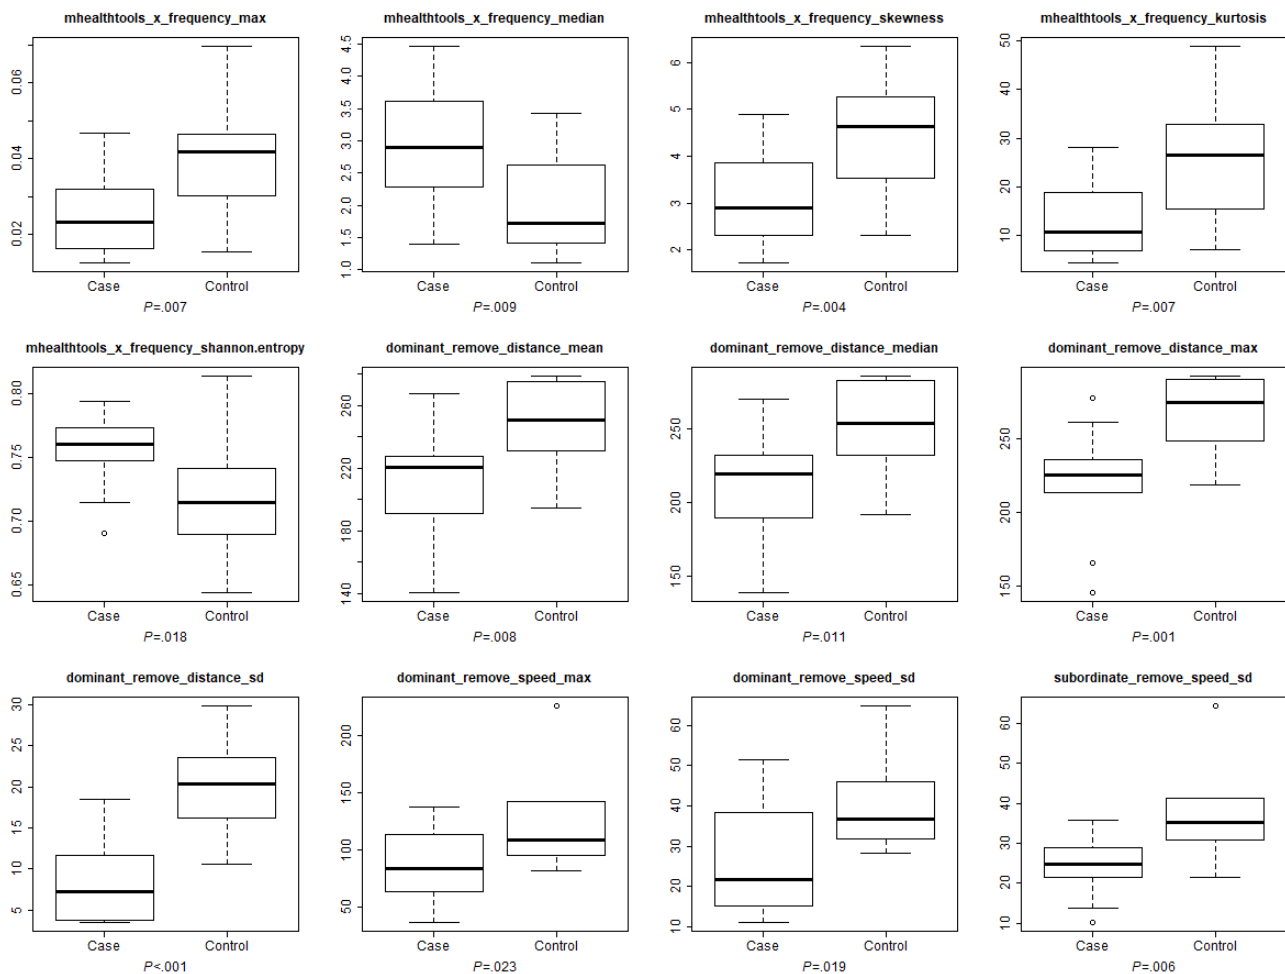 mhealthtools_x_frequency_max
0.02 0.04 0.06
Case Control
P=.007
mhealthtools_x_frequency_median
1.0 1.5 2.0 2.5 3.0 3.5 4.0 4.5
Case Control
P=.009
mhealthtools_x_frequency_skewness
2 3 4 5 6
Case Control
P=.004
mhealthtools_x_frequency_kurtosis
10 20 30 40 50
Case Control
P=.007
mhealthtools_x_frequency_shannon.entropy
0.65 0.70 0.75 0.80
Case Control
P=.018
dominant_remove_distance_mean
140 180 220 260
Case Control
P=.008
dominant_remove_distance_median
150 200 250
Case Control
P=.011
dominant_remove_distance_max
150 200 250
Case Control
P=.001
dominant_remove_distance_sd
5 10 15 20 25 30
Case Control
P<.001
dominant_remove_speed_max
50 100 150 200
Case Control
P=.023
dominant_remove_speed_sd
10 20 30 40 50 60
Case Control
P=.019
subordinate_remove_speed_sd
10 20 30 40 50 60
Case Control
P=.006